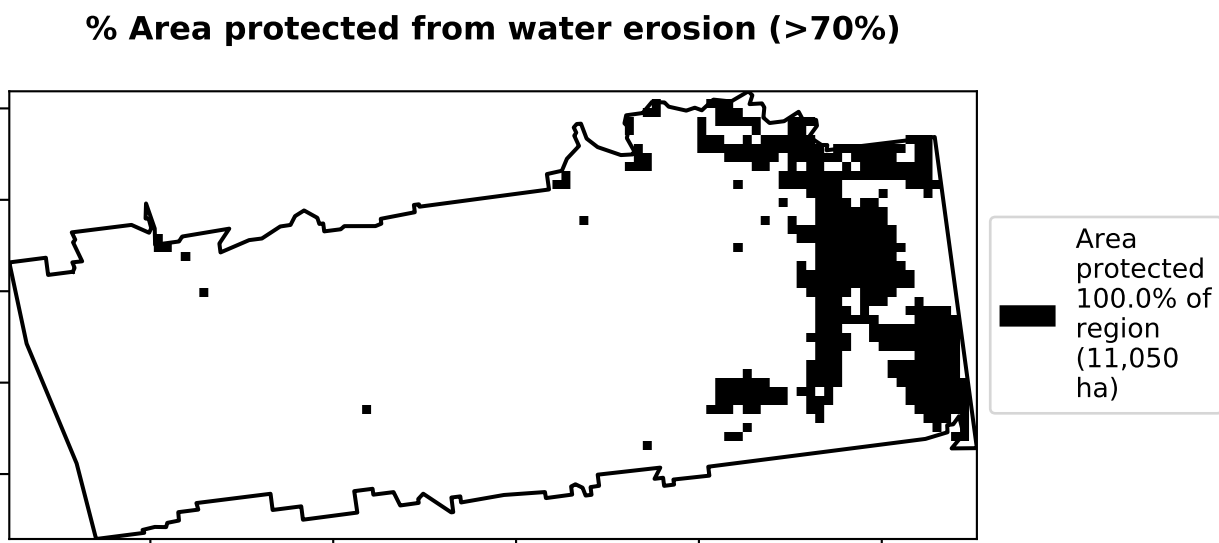 % Area protected from water erosion (>70%)
Area
protected
100.0% of
region
(11,050
ha)